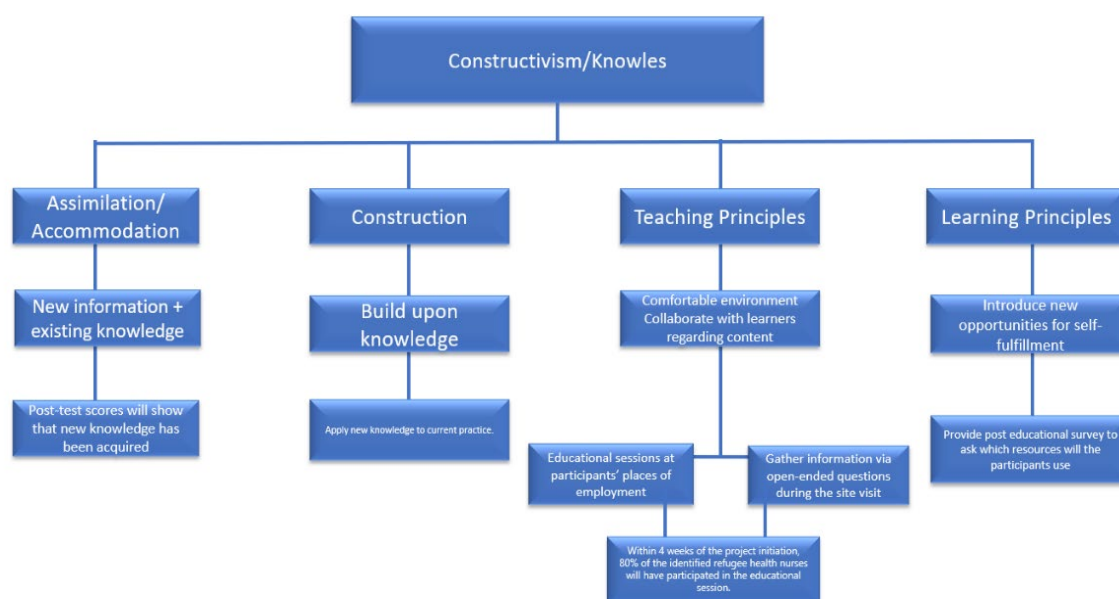 Constructivism/Knowles
Assimilation/
Accommodation
Construction
Teaching Principles
Learning Principles
New information +
existing knowledge
Build upon
knowledge
Comfortable environment
Collaborate with learners
regarding content
Introduce new
opportunities for self-
fulfillment
Post-test scores will show
that new knowledge has
been acquired
Apply new knowledge to current practice.
Educational sessions at
participants' places of
employment
Gather information via
open-ended questions
during the site visit
Provide post educational survey to
ask which resources will the
participants use
Within 4 weeks of the project initiation,
80% of the identified refugee health nurses
will have participated in the educational
session.